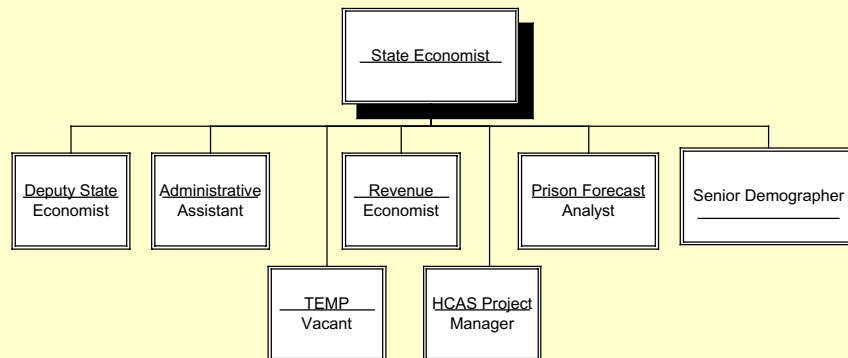 State Economist
Deputy State
Economist
Administrative
Assistant
Revenue
Economist
Prison Forecast
Analyst
Senior Demographer
TEMP
Vacant
HCAS Project
Manager